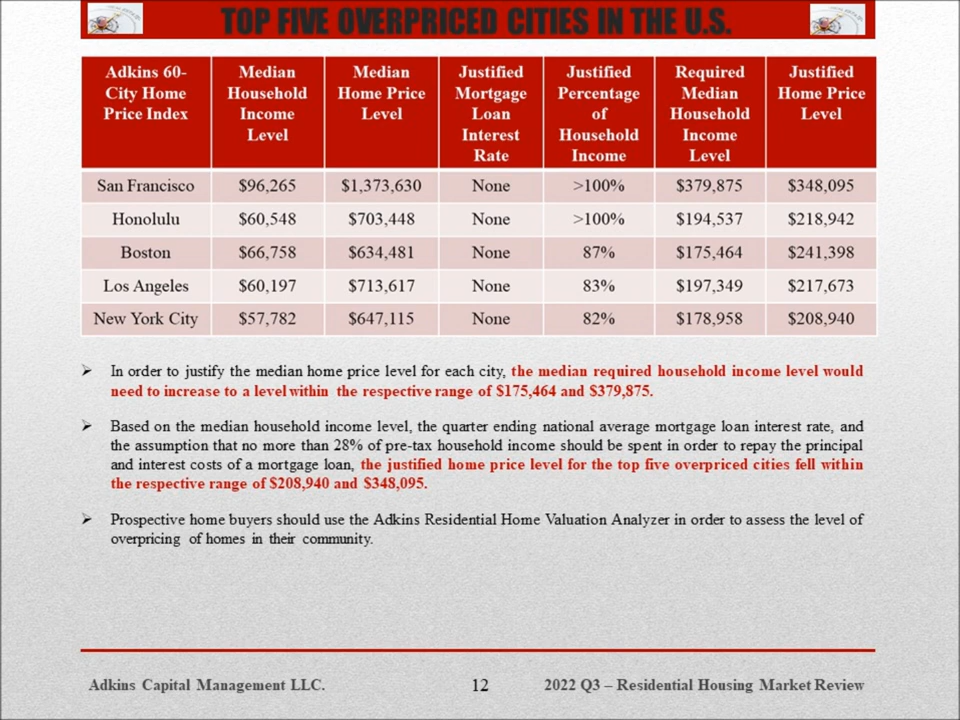 TOP FIVE OVERPRICED CITIES IN THE U.S.
Adkins 60-City Home Price Index | Median Household Income Level | Median Home Price Level | Justified Mortgage Loan Interest Rate | Justified Percentage of Household Income | Required Median Household Income Level | Justified Home Price Level
San Francisco $96,265 $1,373,630 None >100% $379,875 $348,095
Honolulu $60,548 $703,448 None >100% $194,537 $218,942
Boston $66,758 $634,481 None 87% $175,464 $241,398
Los Angeles $60,197 $713,617 None 83% $197,349 $217,673
New York City $57,782 $647,115 None 82% $178,958 $208,940
➢ In order to justify the median home price level for each city, the median required household income level would
need to increase to a level within the respective range of $175,464 and $379,875.
➢ Based on the median household income level, the quarter ending national average mortgage loan interest rate, and
the assumption that no more than 28% of pre-tax household income should be spent in order to repay the principal
and interest costs of a mortgage loan, the justified home price level for the top five overpriced cities fell within
the respective range of $208,940 and $348,095.
➢ Prospective home buyers should use the Adkins Residential Home Valuation Analyzer in order to assess the level of
overpricing of homes in their community.
Adkins Capital Management LLC. 12 2022 Q3 – Residential Housing Market Review